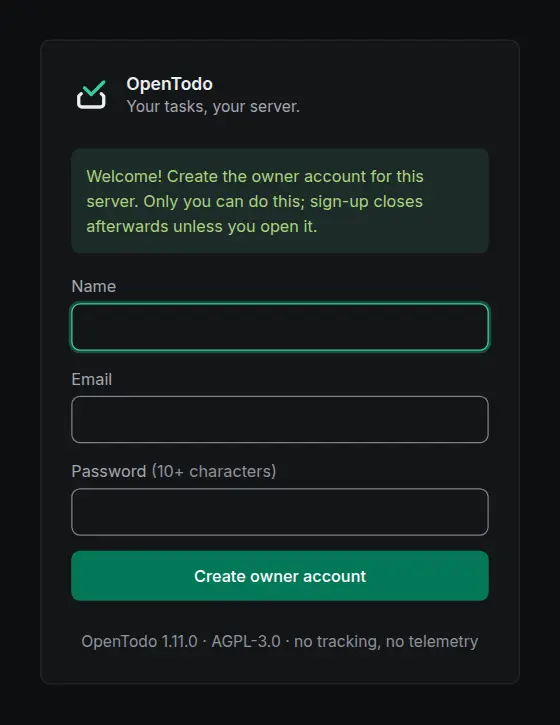 OpenTodo
Your tasks, your server.
Welcome! Create the owner account for this
server. Only you can do this; sign-up closes
afterwards unless you open it.
Name
Email
Password (10+ characters)
Create owner account
OpenTodo 1.11.0 · AGPL-3.0 · no tracking, no telemetry